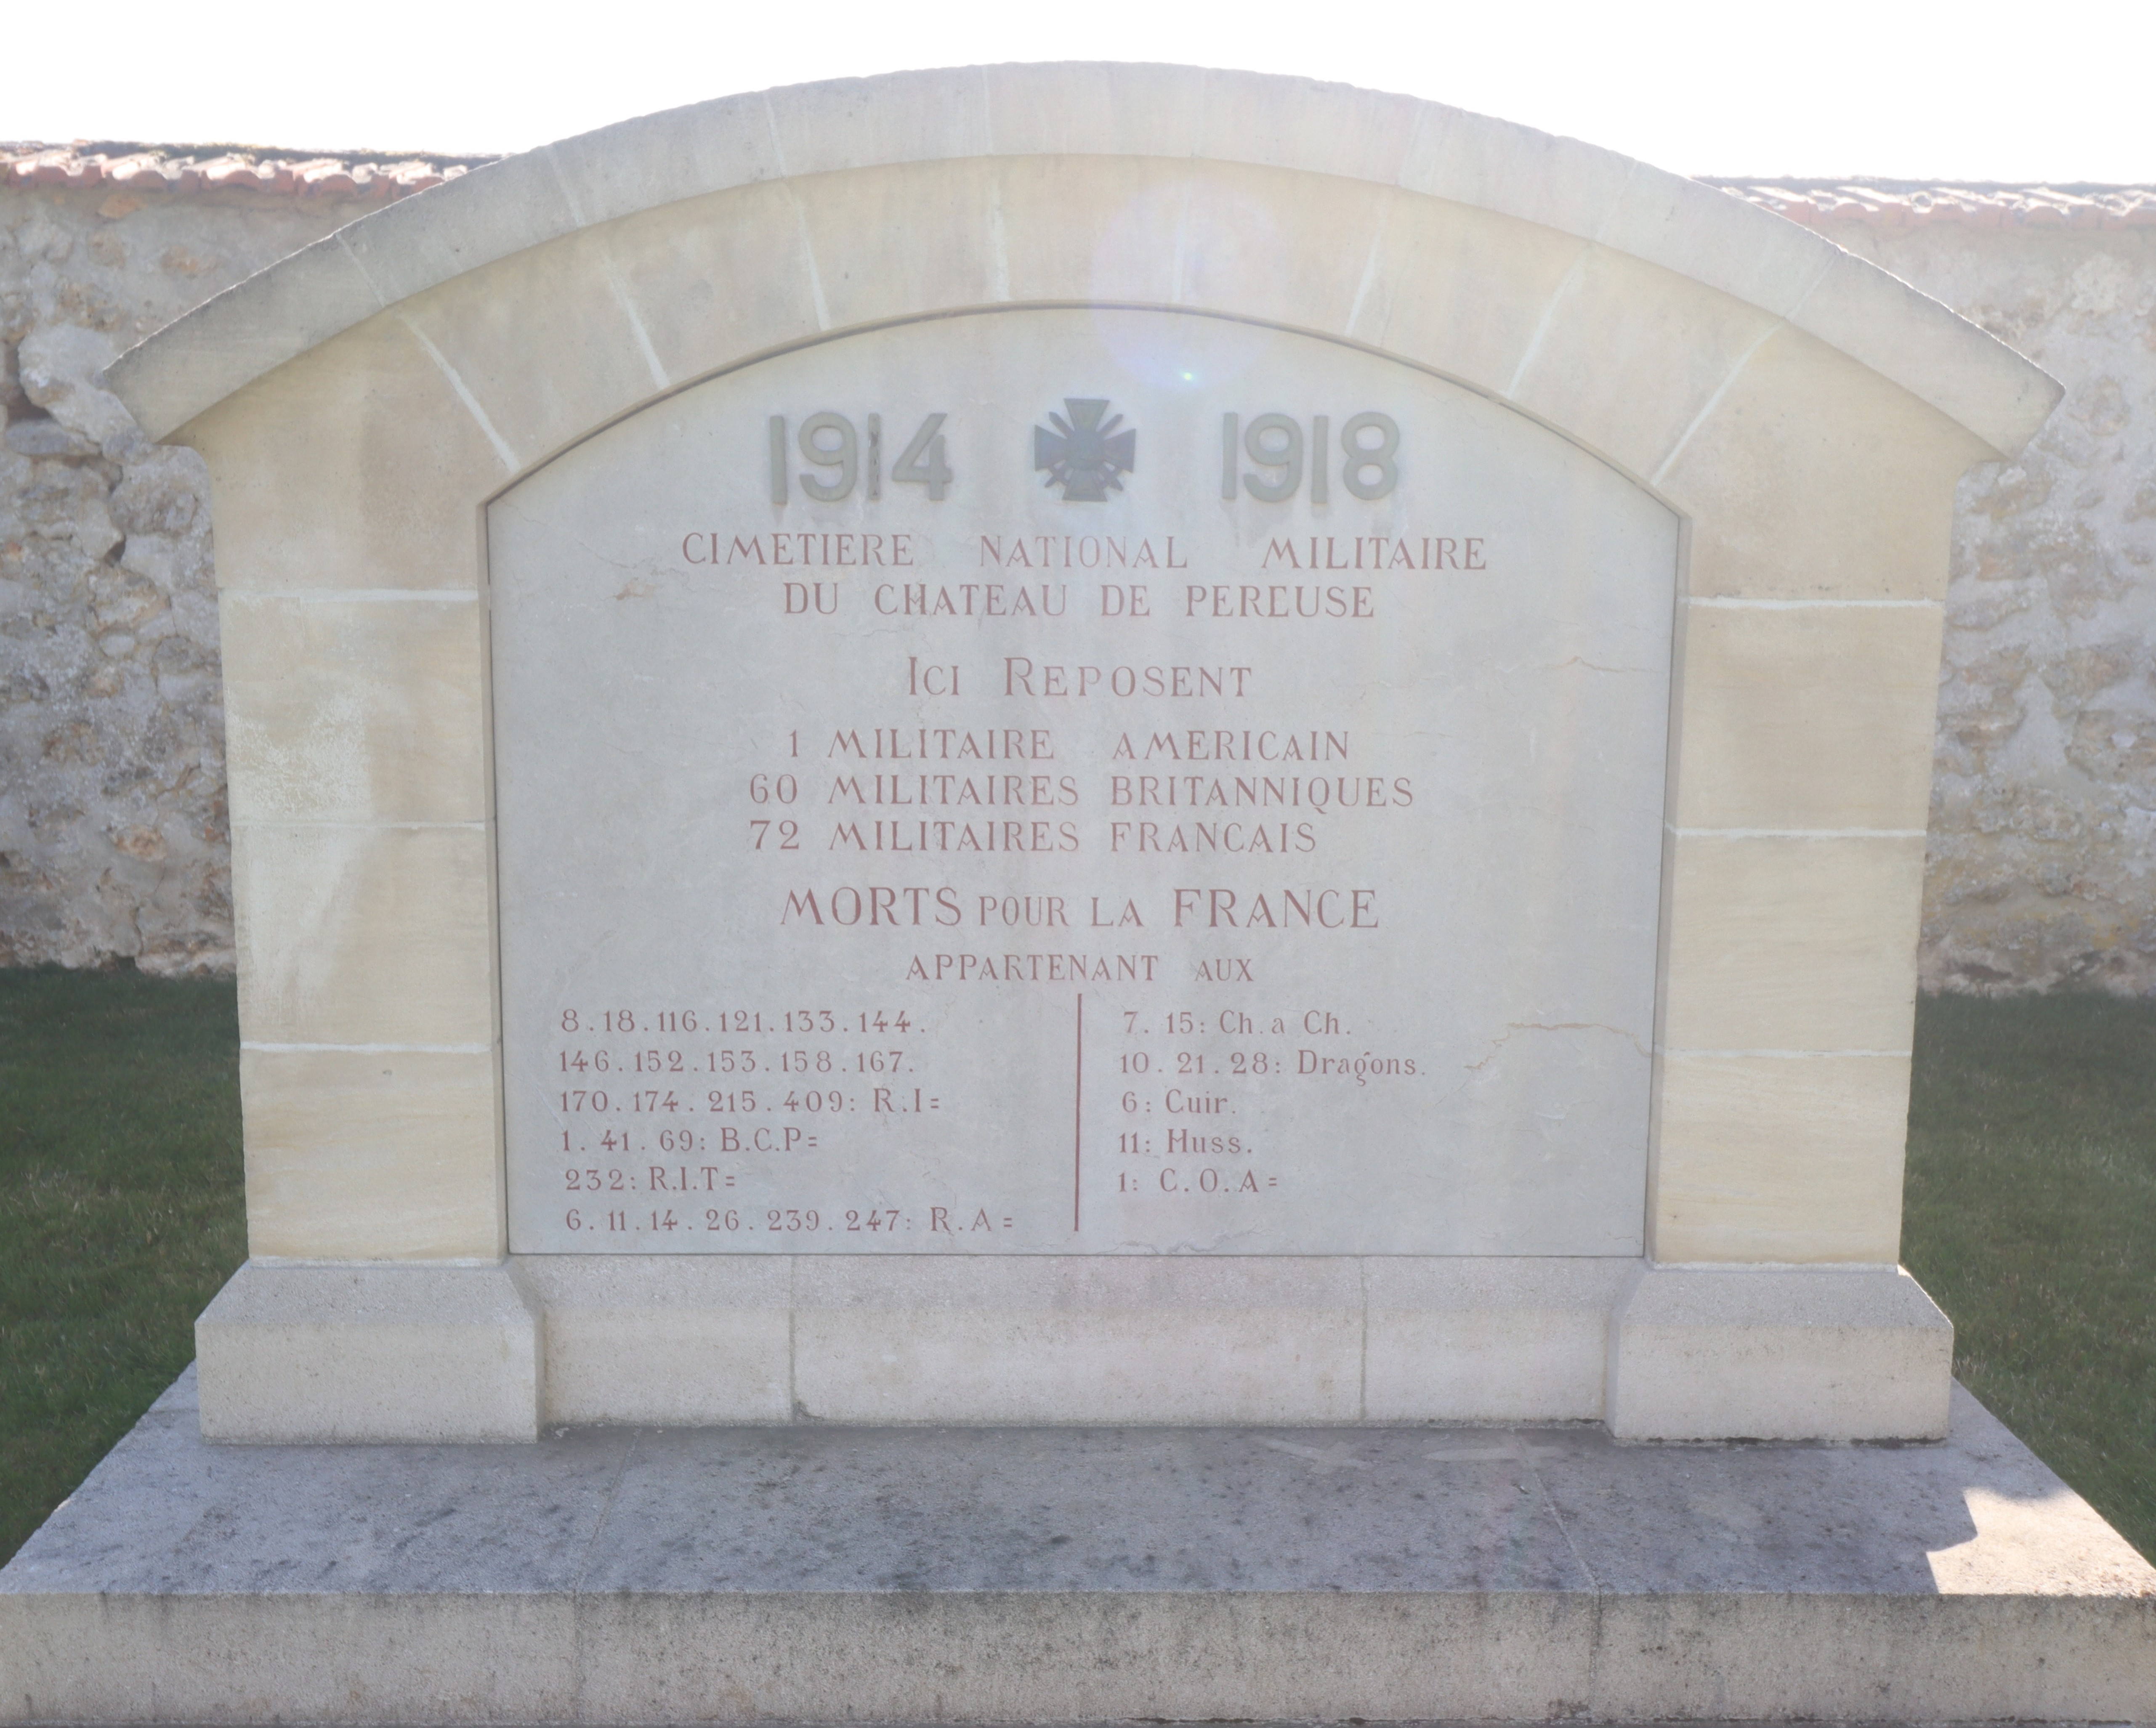 1914 1918
CIMETIERE NATIONAL MILITAIRE
DU CHATEAU DE PEREUSE
ICI REPOSENT
1 MILITAIRE AMERICAIN
60 MILITAIRES BRITANNIQUES
72 MILITAIRES FRANCAIS
MORTS POUR LA FRANCE
APPARTENANT AUX
8.18.116.121.133.144.
146.152.153.158.167.
170.174.215.409: R.I=
1.41.69: B.C.P=
232: R.I.T=
6.11.14.26.239.247: R.A=
7. 15: Ch. a Ch.
10. 21. 28: Dragons.
6: Cuir.
11: Huss.
1: C.O.A=